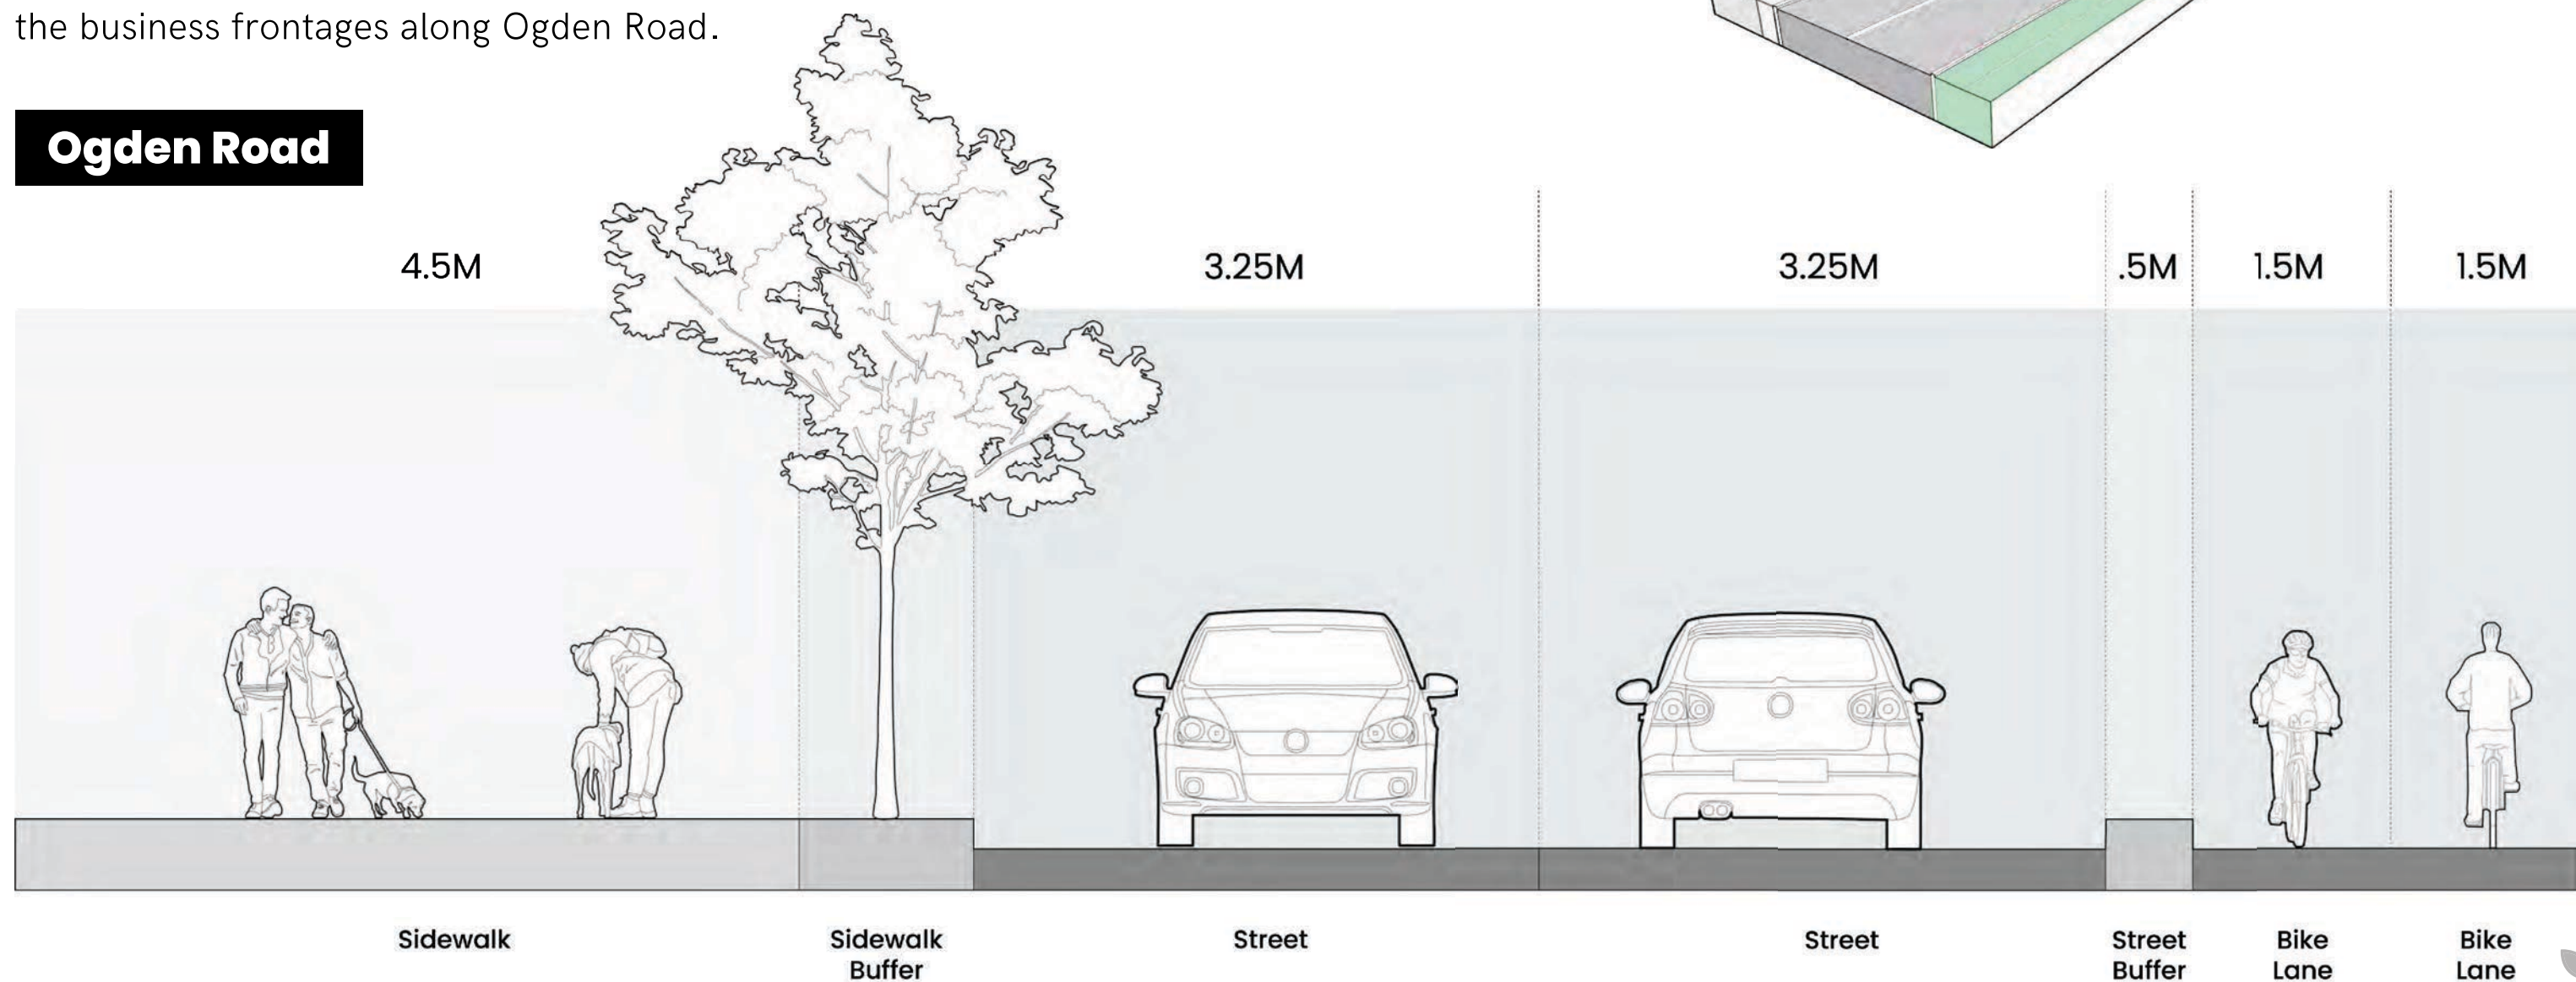 the business frontages along Ogden Road.
Ogden Road
4.5M
3.25M
3.25M
.5M
1.5M
1.5M
Sidewalk
Sidewalk
Buffer
Street
Street
Street
Buffer
Bike
Lane
Bike
Lane